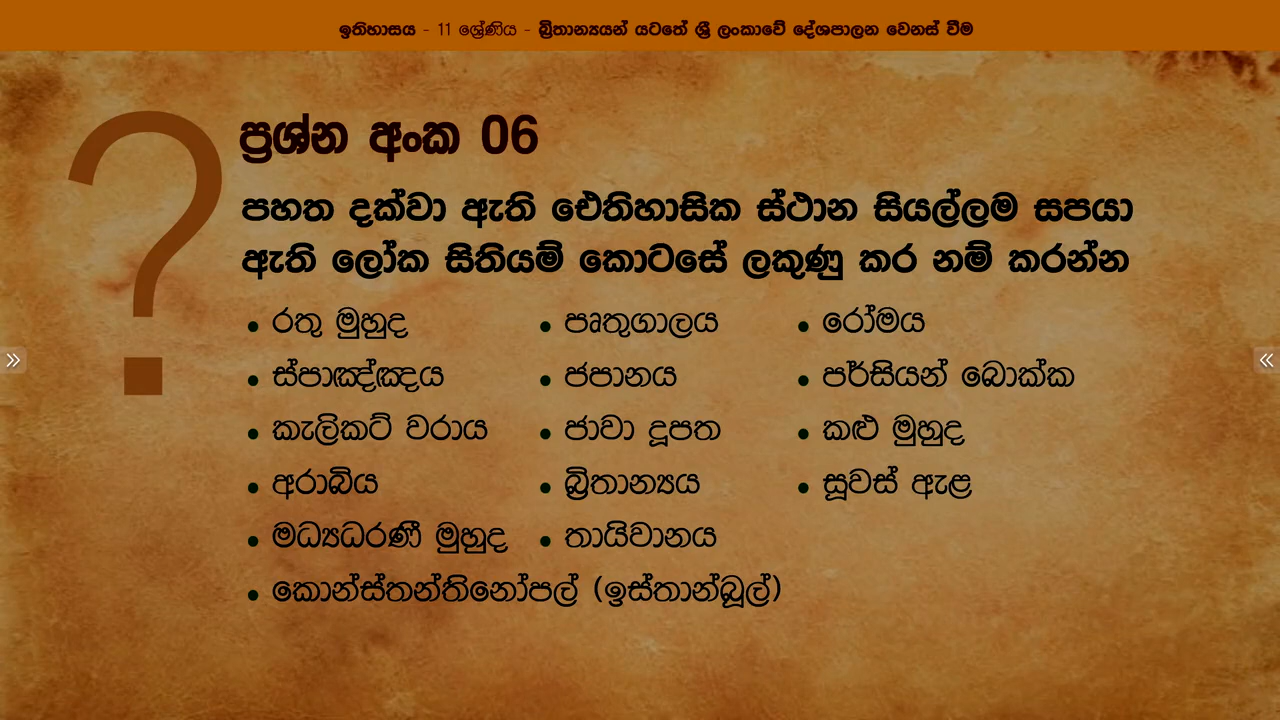 ඉතිහාසය - 11 ශ්‍රේණිය - බ්‍රිතාන්‍යයන් යටතේ ශ්‍රී ලංකාවේ දේශපාලන වෙනස් වීම
?
ප්‍රශ්න අංක 06
පහත දක්වා ඇති ඓතිහාසික ස්ථාන සියල්ලම සපයා
ඇති ලෝක සිතියම් කොටසේ ලකුණු කර නම් කරන්න
• රතු මුහුද • පෘතුගාලය • රෝමය
• ස්පාඤ්ඤය • ජපානය • පර්සියන් බොක්ක
• කැලිකට් වරාය • ජාවා දූපත • කළු මුහුද
• අරාබිය • බ්‍රිතාන්‍යය • සූවස් ඇළ
• මධ්‍යධරණී මුහුද • තායිවානය
• කොන්ස්තන්තිනෝපල් (ඉස්තාන්බූල්)